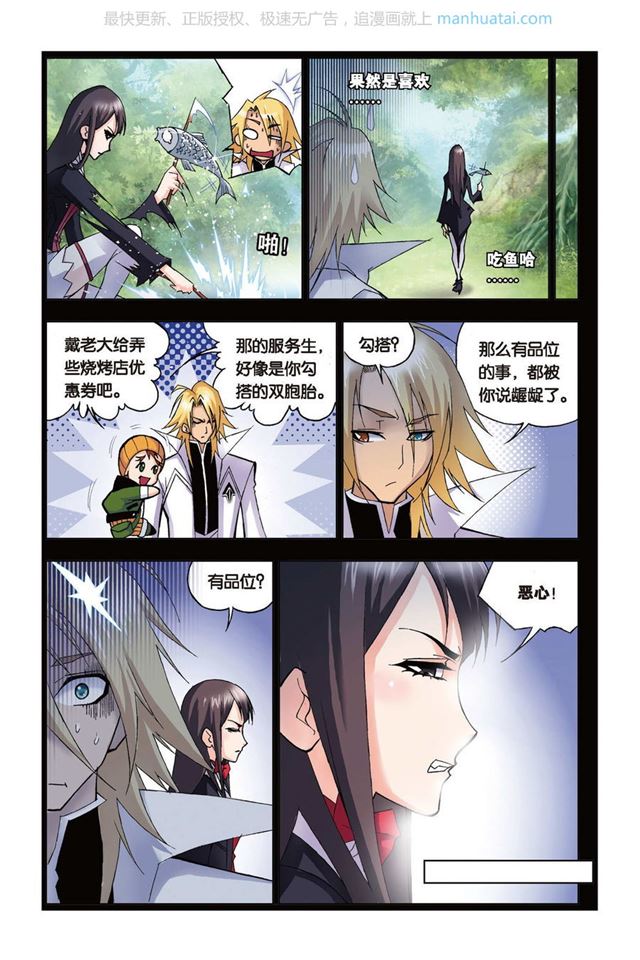 最快更新、正版授权、极速无广告，追漫画就上 manhuatai.com
啪！
果然是喜欢
……
吃鱼哈
……
戴老大给弄
些烧烤店优
惠券吧。
那的服务生，
好像是你勾
搭的双胞胎
勾搭？
那么有品位
的事，都被
你说龌龊了。
有品位？
恶心！